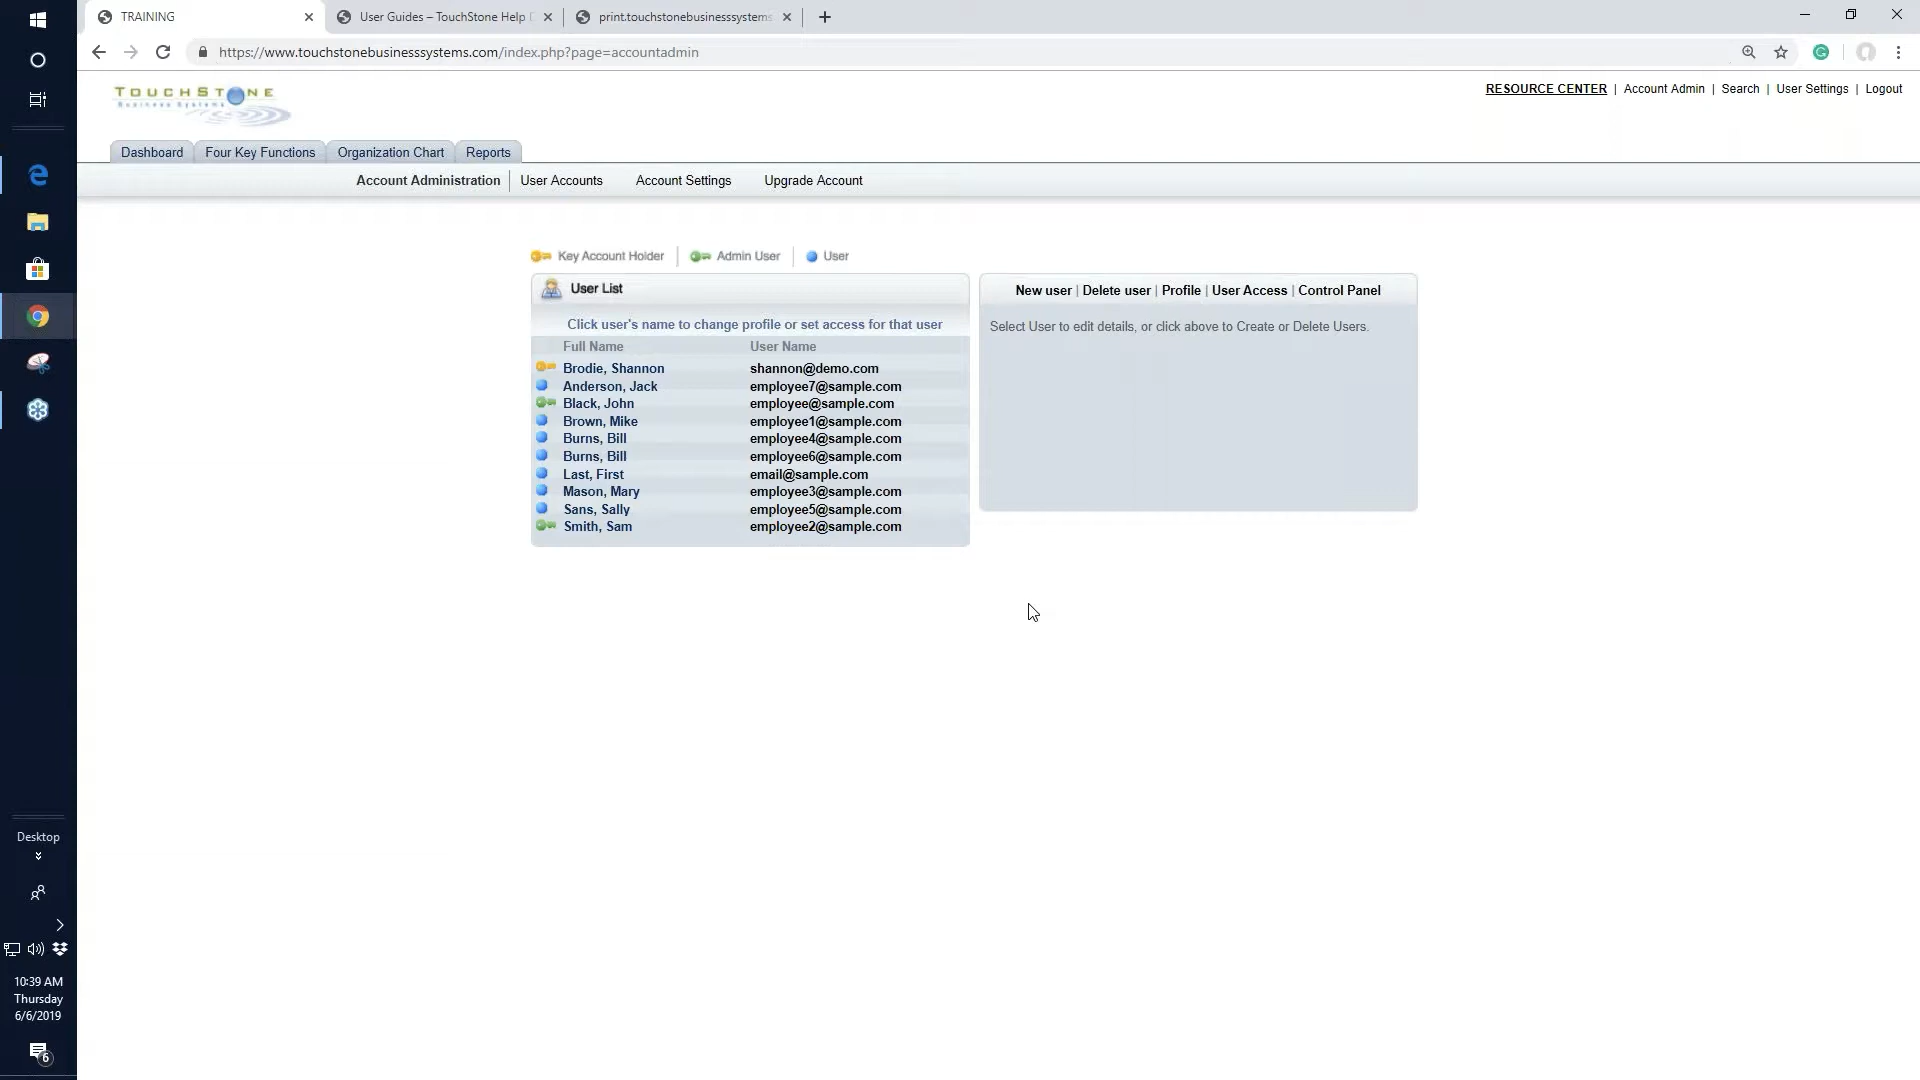 TRAINING
User Guides – TouchStone Help
print.touchstonebusinesssystems
https://www.touchstonebusinesssystems.com/index.php?page=accountadmin
TOUCHSTONE
Business Systems
RESOURCE CENTER | Account Admin | Search | User Settings | Logout
Dashboard
Four Key Functions
Organization Chart
Reports
Account Administration
User Accounts
Account Settings
Upgrade Account
Key Account Holder
Admin User
User
User List
Click user's name to change profile or set access for that user
Full Name User Name
Brodie, Shannon shannon@demo.com
Anderson, Jack employee7@sample.com
Black, John employee@sample.com
Brown, Mike employee1@sample.com
Burns, Bill employee4@sample.com
Burns, Bill employee6@sample.com
Last, First email@sample.com
Mason, Mary employee3@sample.com
Sans, Sally employee5@sample.com
Smith, Sam employee2@sample.com
New user | Delete user | Profile | User Access | Control Panel
Select User to edit details, or click above to Create or Delete Users.
Desktop
10:39 AM
Thursday
6/6/2019
6